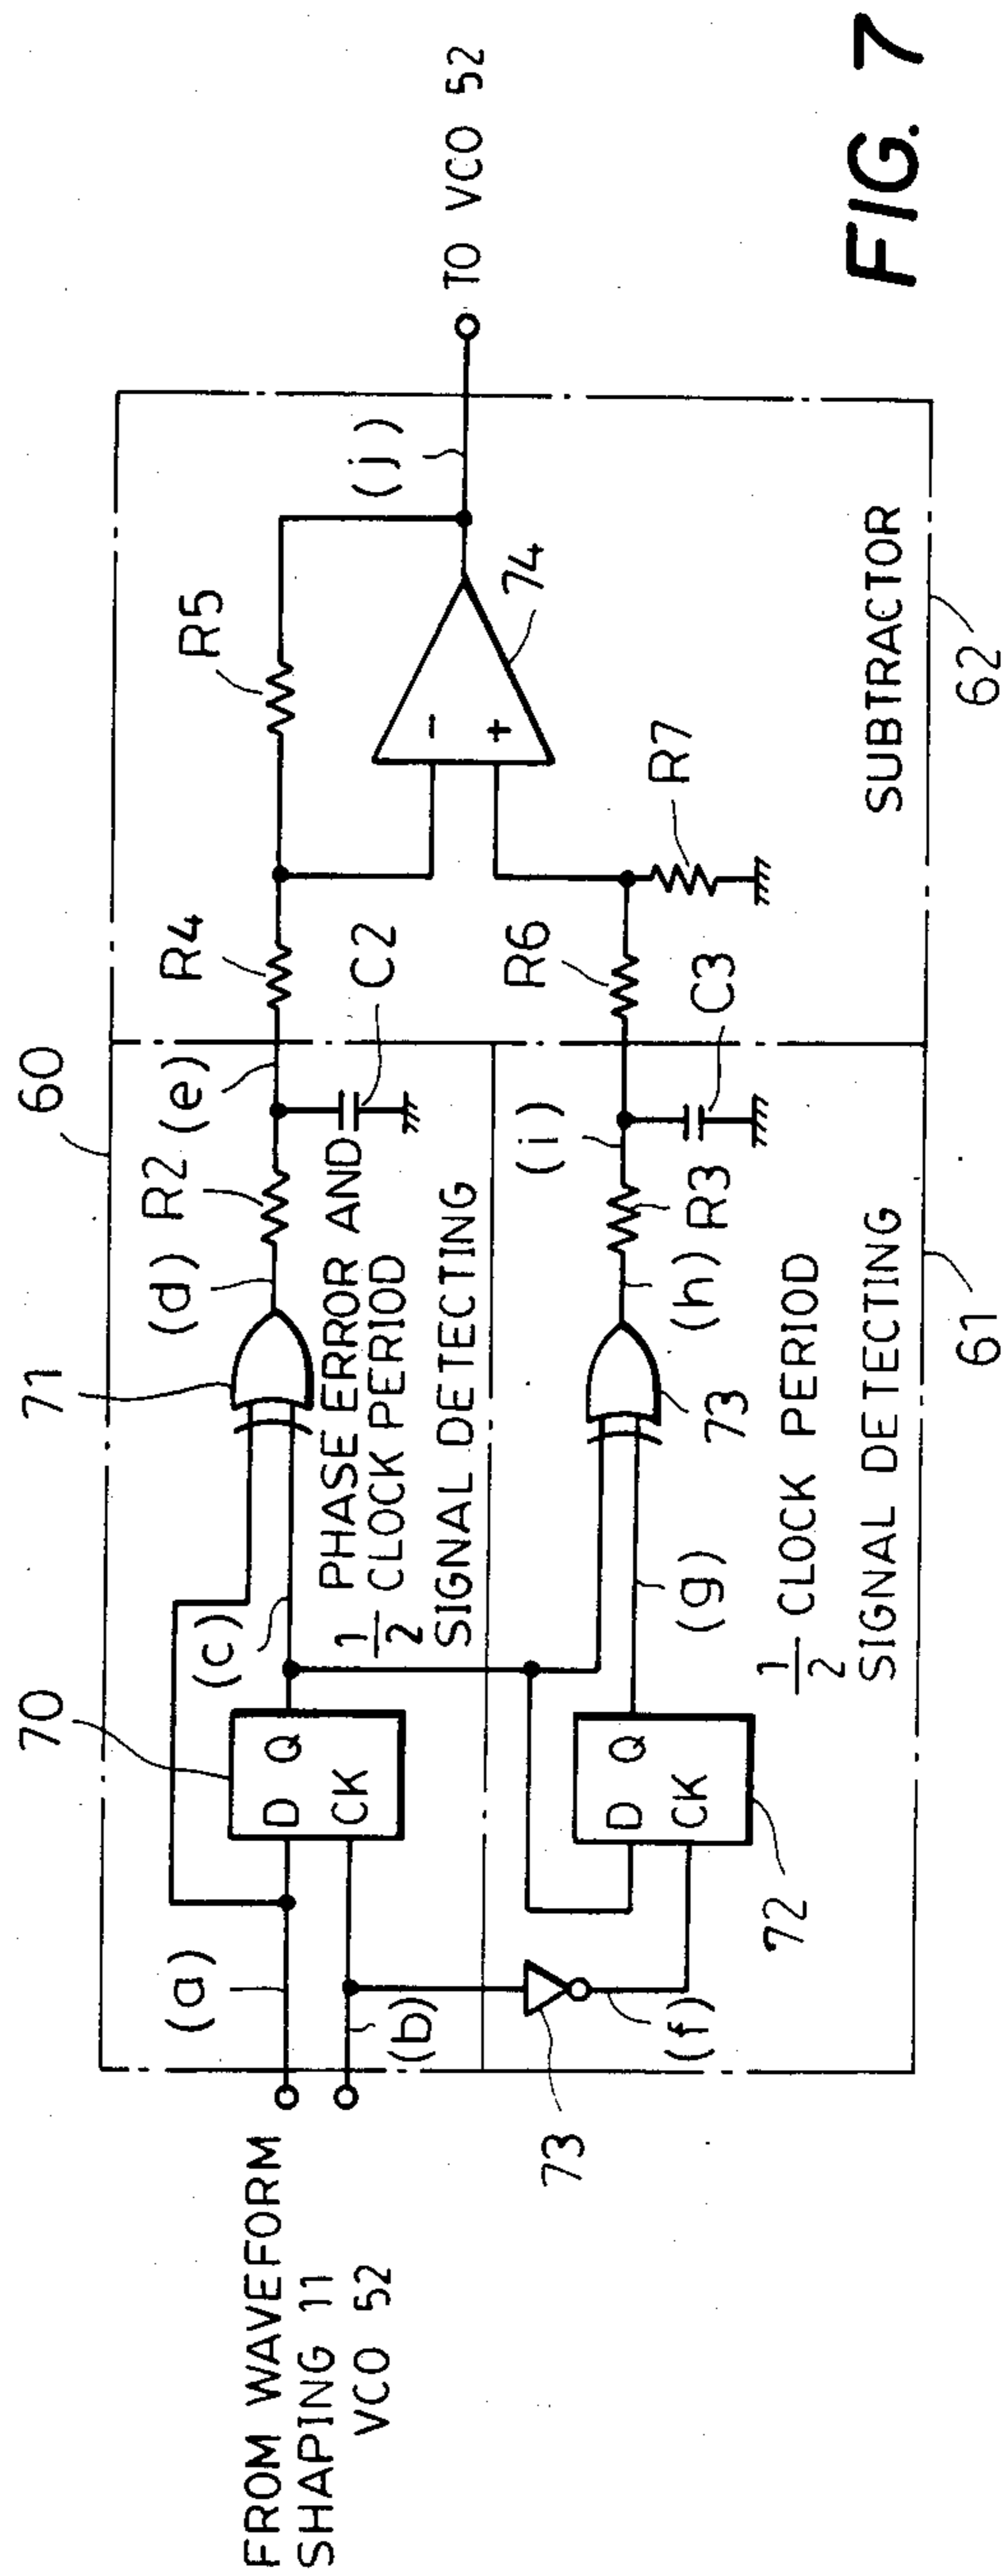 FROM WAVEFORM
SHAPING 11
VCO 52
(a)
(b)
70
D Q
CK
(c)
71
(d)
R2
(e)
60
C2
PHASE ERROR AND
1/2 CLOCK PERIOD
SIGNAL DETECTING
73
(f)
72
D Q
CK
(g)
73
(h)
R3
(i)
C3
1/2 CLOCK PERIOD
SIGNAL DETECTING
61
R4
R5
R6
R7
-
+
74
(j)
SUBTRACTOR
62
TO VCO 52
FIG. 7